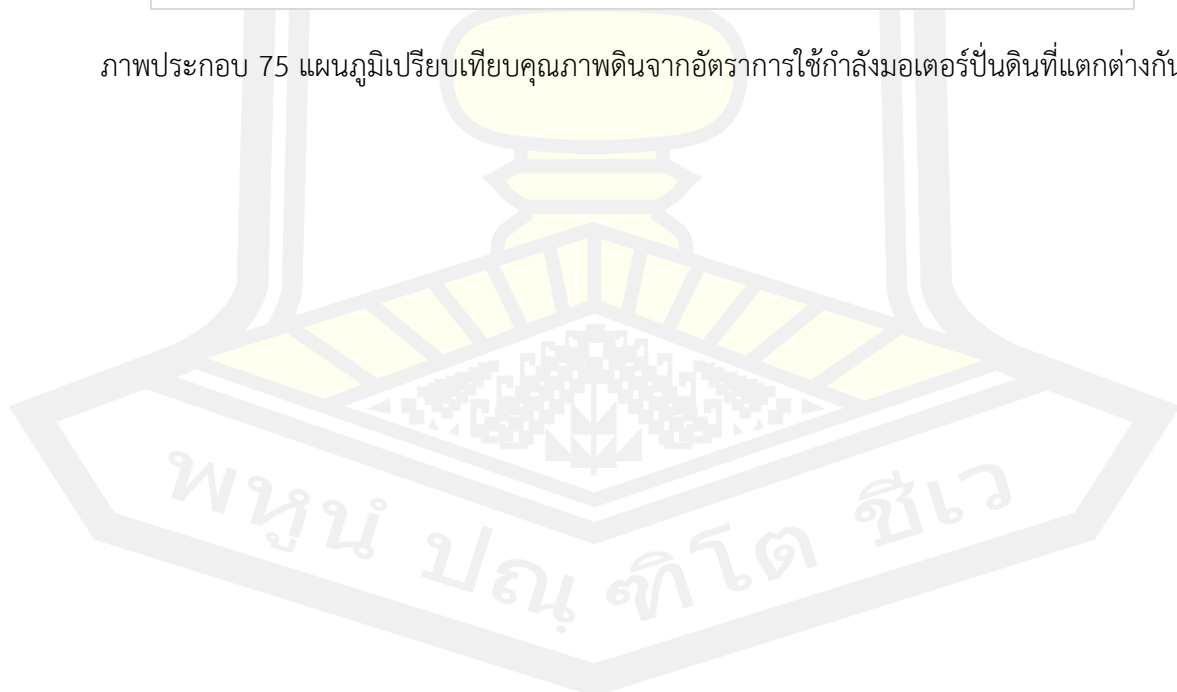 ภาพประกอบ 75 แผนภูมิเปรียบเทียบคุณภาพดินจากอัตราการใช้กำลังมอเตอร์ปั่นดินที่แตกต่างกัน
พหูนํ ปณฺฑิโต ชีเว